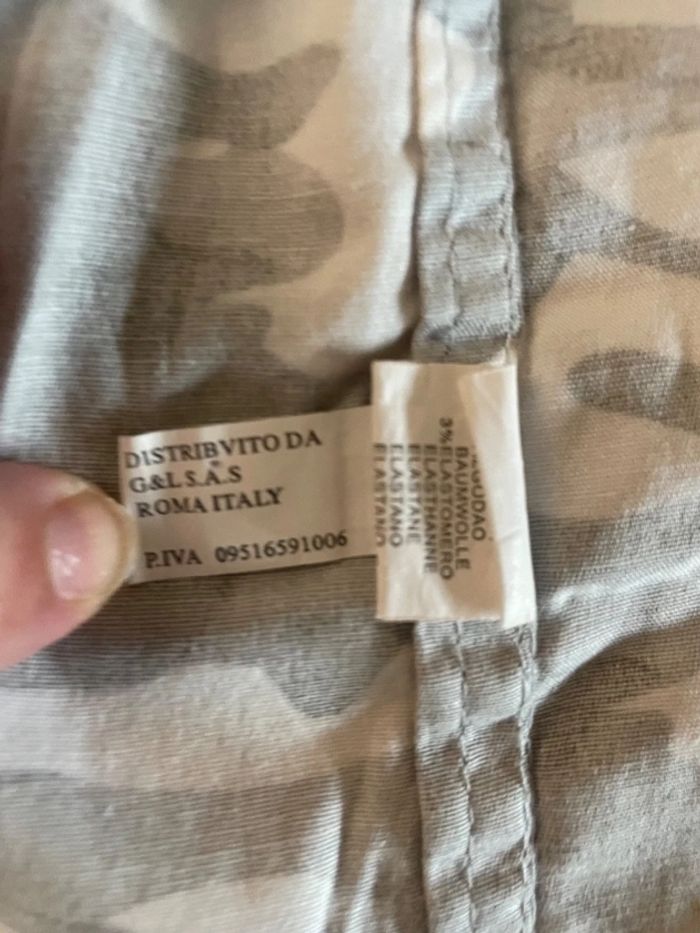 DISTRIBVITO DA
G&L S.A.S
ROMA ITALY
P.IVA 09516591006
BAUMWOLLE
3%ELASTOMERO
ELASTHANNE
ELASTANE
ELASTANO